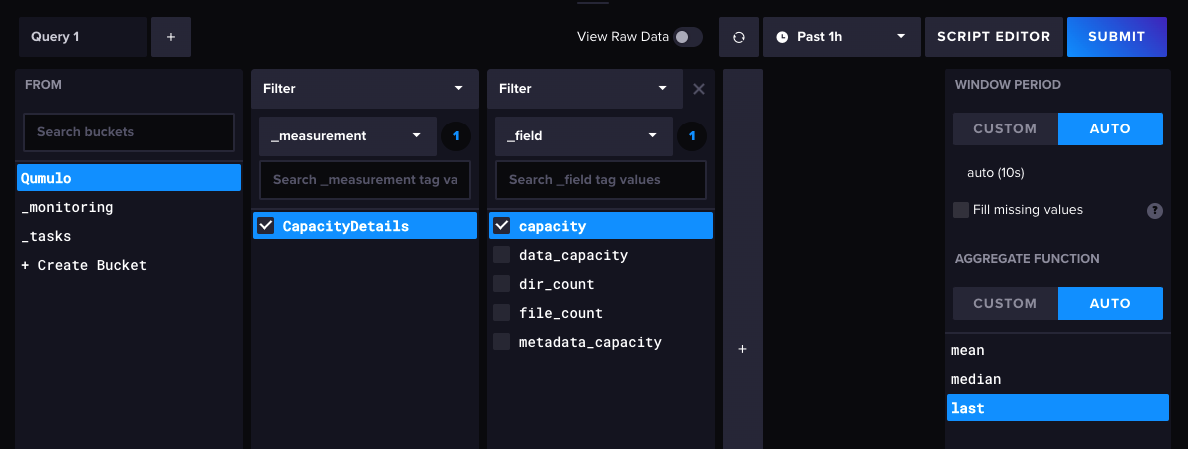 Query 1
+
View Raw Data
Past 1h
SCRIPT EDITOR
SUBMIT
FROM
Search buckets
Qumulo
_monitoring
_tasks
+ Create Bucket
Filter
_measurement
1
Search _measurement tag va
CapacityDetails
Filter
_field
1
Search _field tag values
capacity
data_capacity
dir_count
file_count
metadata_capacity
+
WINDOW PERIOD
CUSTOM
AUTO
auto (10s)
Fill missing values
?
AGGREGATE FUNCTION
CUSTOM
AUTO
mean
median
last